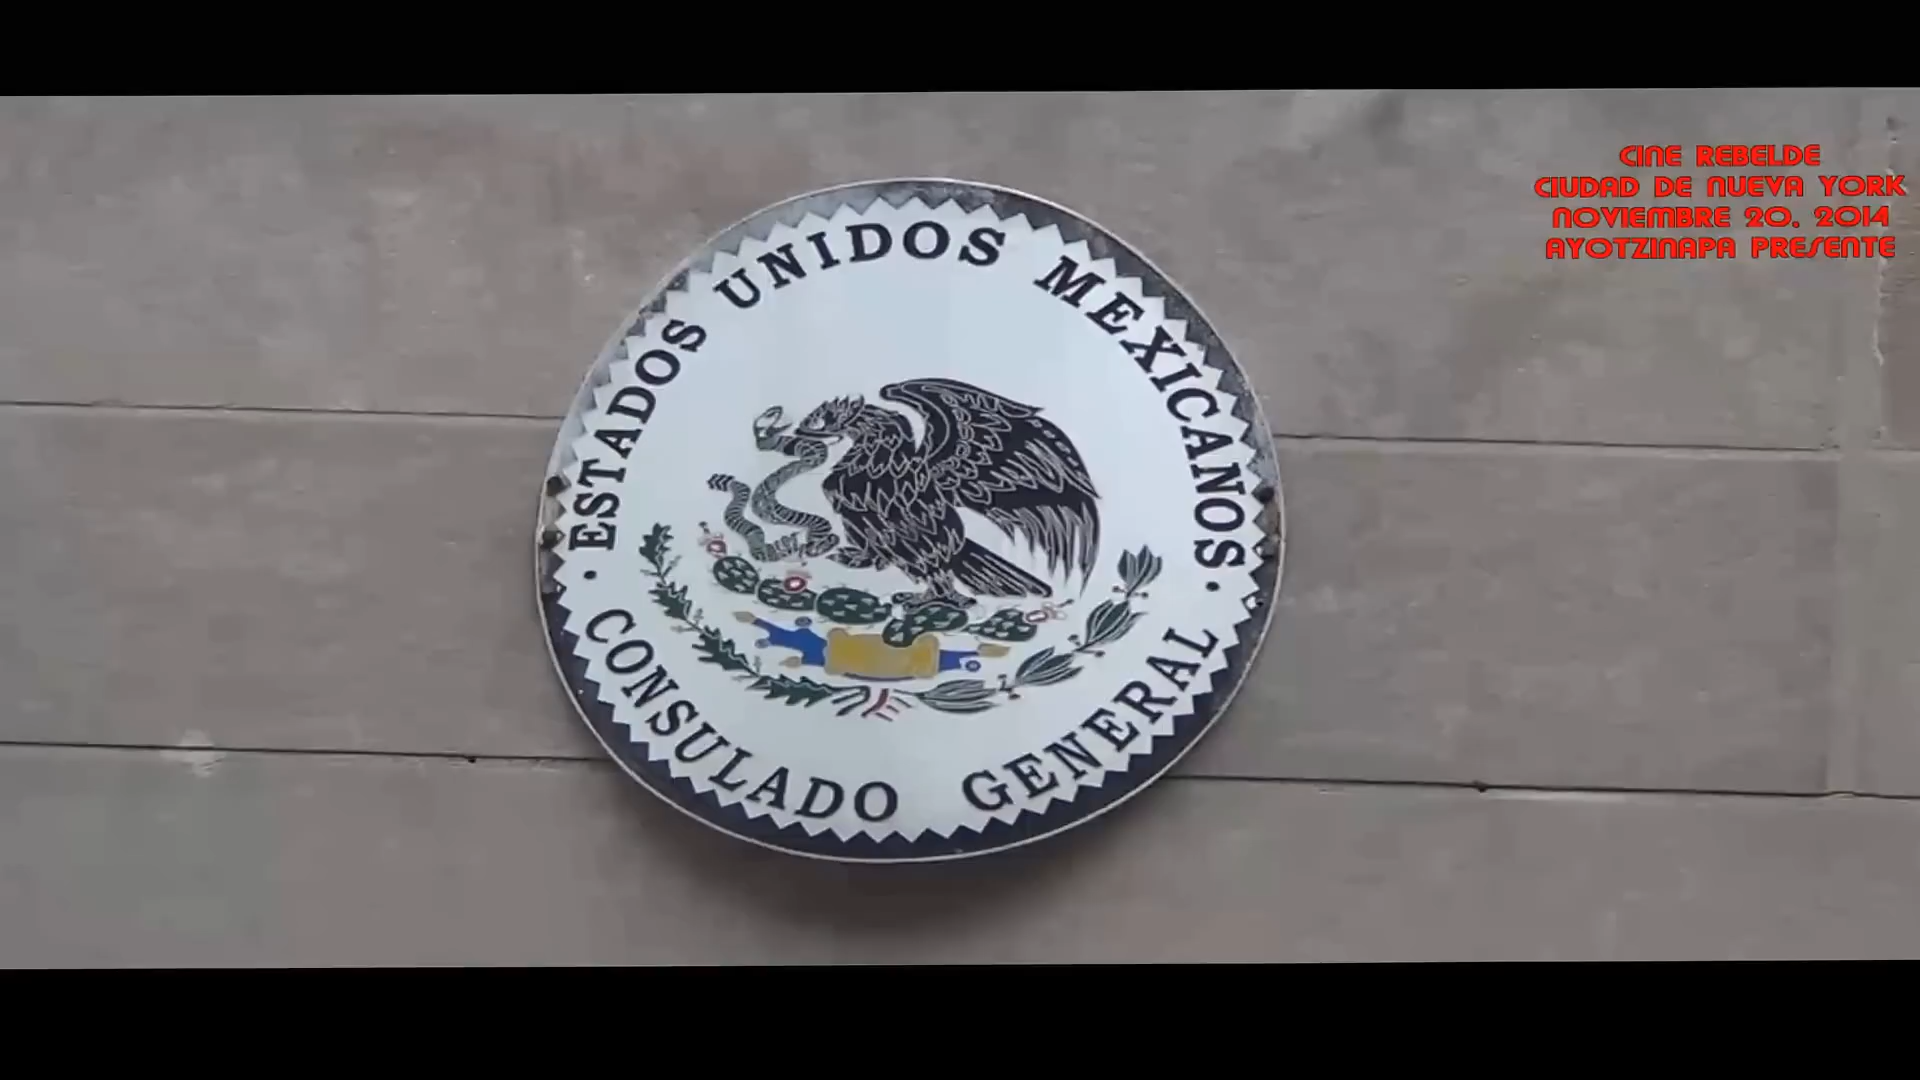 CINE REBELDE
CIUDAD DE NUEVA YORK
NOVIEMBRE 20. 2014
AYOTZINAPA PRESENTE
ESTADOS UNIDOS MEXICANOS
CONSULADO GENERAL